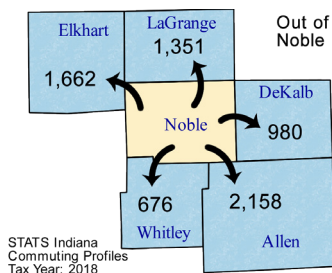 Out of
Noble
Elkhart
1,662
LaGrange
1,351
DeKalb
980
Noble
676
Whitley
2,158
Allen
STATS Indiana
Commuting Profiles
Tax Year: 2018